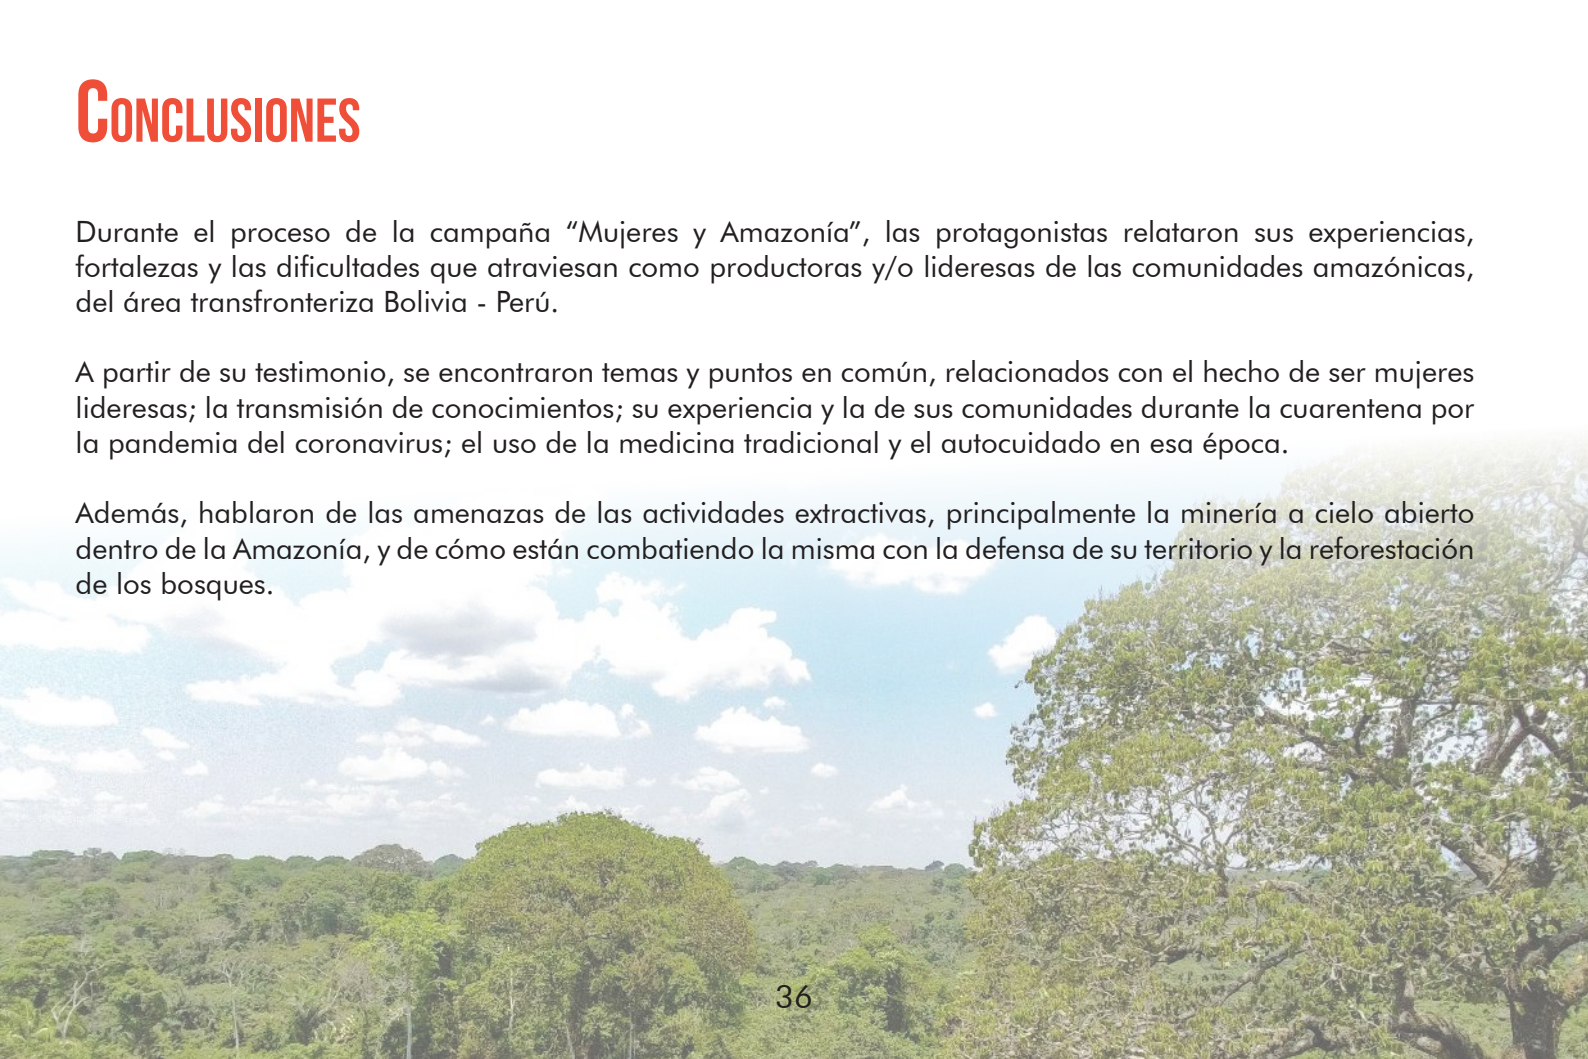 CONCLUSIONES
Durante el proceso de la campaña “Mujeres y Amazonía”, las protagonistas relataron sus experiencias,
fortalezas y las dificultades que atraviesan como productoras y/o lideresas de las comunidades amazónicas,
del área transfronteriza Bolivia - Perú.
A partir de su testimonio, se encontraron temas y puntos en común, relacionados con el hecho de ser mujeres
lideresas; la transmisión de conocimientos; su experiencia y la de sus comunidades durante la cuarentena por
la pandemia del coronavirus; el uso de la medicina tradicional y el autocuidado en esa época.
Además, hablaron de las amenazas de las actividades extractivas, principalmente la minería a cielo abierto
dentro de la Amazonía, y de cómo están combatiendo la misma con la defensa de su territorio y la reforestación
de los bosques.
36